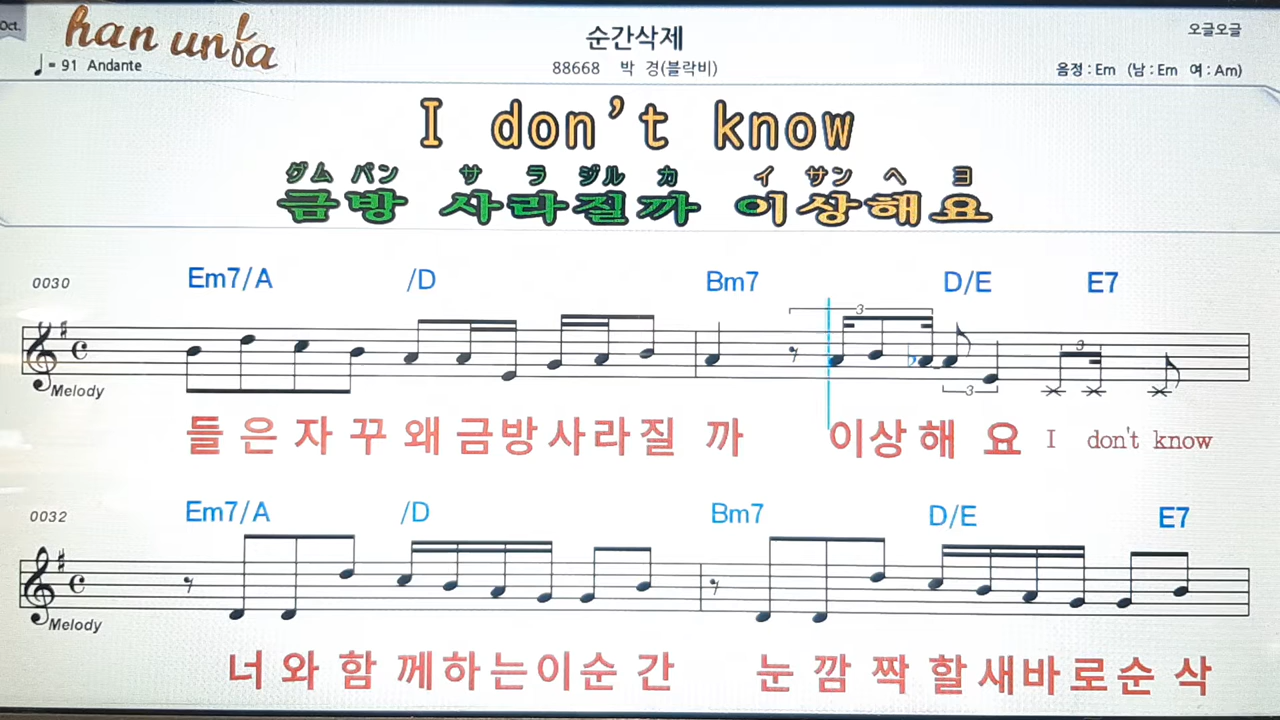 Oct.
han unfa
순간삭제
오글오글
♩= 91 Andante
88668 박 경(블락비)
음정 : Em (남 : Em 여 : Am)
I don't know
グム バン サ ラ ジル カ イ サン ヘ ヨ
금방 사라질까 이상해요
0030 Em7/A /D Bm7 D/E E7
3 3
3
Melody
들 은 자 꾸 왜 금방사라질 까 이상 해 요 I don't know
0032 Em7/A /D Bm7 D/E E7
Melody
너 와 함 께하는이순 간 눈 깜 짝 할새바로순 삭